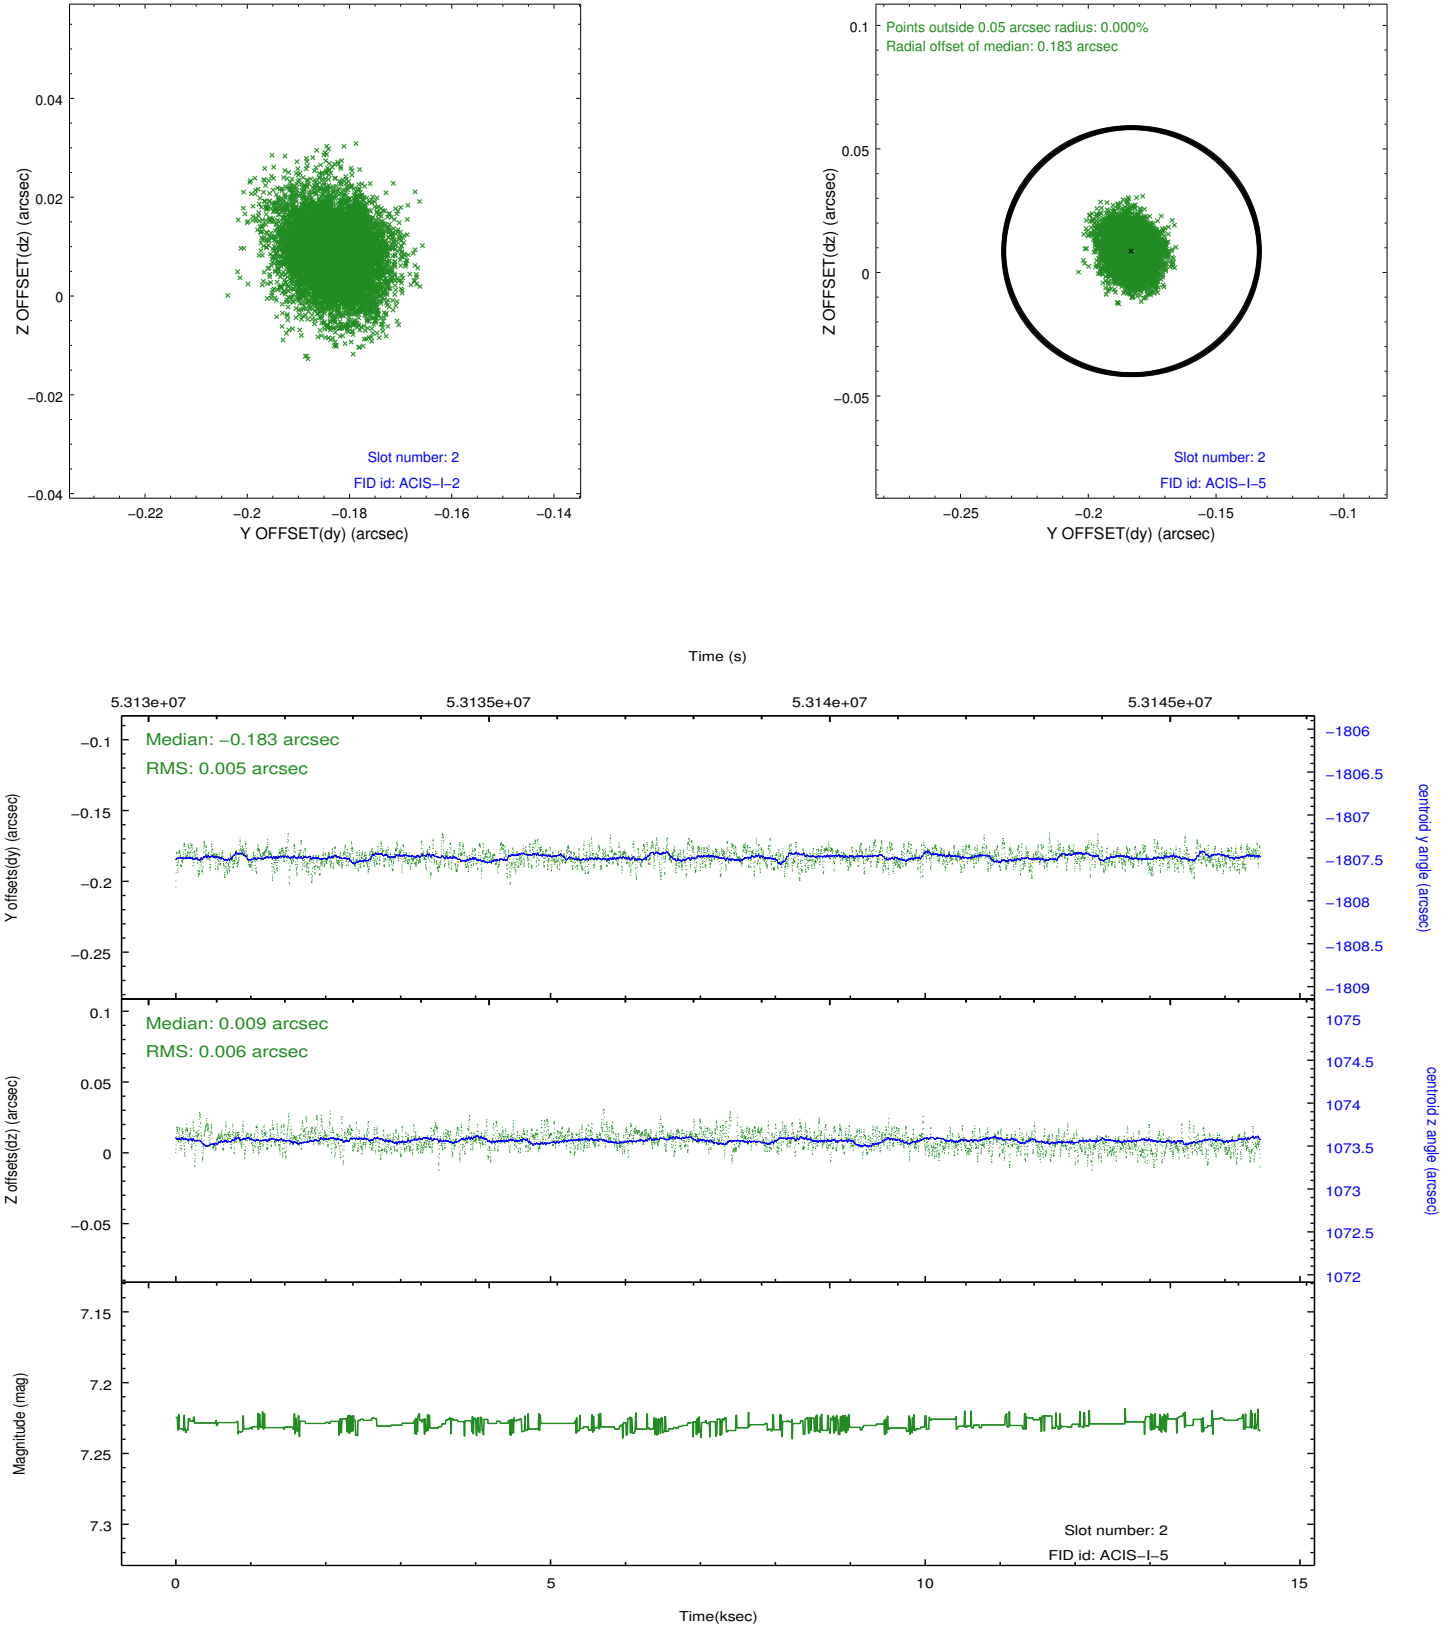 0.04
0.02
0
−0.02
−0.04
Z OFFSET(dz) (arcsec)
Slot number: 2
FID id: ACIS−I−2
−0.22
−0.2
−0.18
−0.16
−0.14
Y OFFSET(dy) (arcsec)
Points outside 0.05 arcsec radius: 0.000%
Radial offset of median: 0.183 arcsec
0.1
0.05
0
−0.05
Z OFFSET(dz) (arcsec)
Slot number: 2
FID id: ACIS−I−5
−0.25
−0.2
−0.15
−0.1
Y OFFSET(dy) (arcsec)
Time (s)
5.313e+07
5.3135e+07
5.314e+07
5.3145e+07
Median: −0.183 arcsec
RMS: 0.005 arcsec
−0.1
−0.15
−0.2
−0.25
Y offsets(dy) (arcsec)
−1806
−1806.5
−1807
−1807.5
−1808
−1808.5
−1809
centroid y angle (arcsec)
Median: 0.009 arcsec
RMS: 0.006 arcsec
0.1
0.05
0
−0.05
Z offsets(dz) (arcsec)
1075
1074.5
1074
1073.5
1073
1072.5
1072
centroid z angle (arcsec)
7.15
7.2
7.25
7.3
Magnitude (mag)
Slot number: 2
FID id: ACIS−I−5
0
5
10
15
Time(ksec)